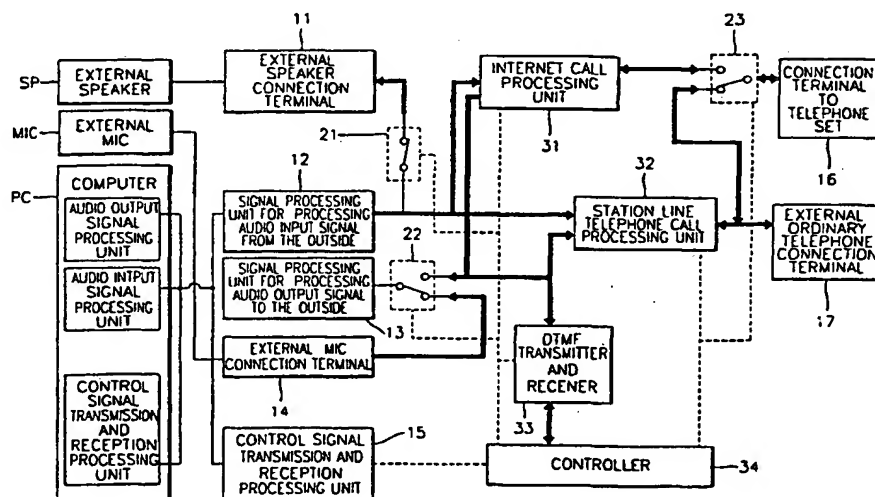 11
EXTERNAL
SPEAKER
CONNECTION
TERMINAL
SP
EXTERNAL
SPEAKER
MIC
EXTERNAL
MIC
PC
COMPUTER
AUDIO OUTPUT
SIGNAL
PROCESSING
UNIT
AUDIO INTPUT
SIGNAL
PROCESSING
UNIT
CONTROL
SIGNAL
TRANSMISSION
AND
RECEPTION
PROCESSING
UNIT
21
12
SIGNAL PROCESSING
UNIT FOR PROCESSING
AUDIO INPUT SIGNAL
FROM THE OUTSIDE
22
SIGNAL PROCESSING
UNIT FOR PROCESSING
AUDIO OUTPUT SIGNAL
TO THE OUTSIDE
13
EXTERNAL MIC
CONNECTION TERMINAL
14
15
CONTROL SIGNAL
TRANSMISSION AND
RECEPTION
PROCESSING UNIT
INTERNET CALL
PROCESSING
UNIT
31
23
CONNECTION
TERMINAL
TO
TELEPHONE
SET
16
32
STATION LINE
TELEPHONE CALL
PROCESSING UNIT
EXTERNAL
ORDINARY
TELEPHONE
CONNECTION
TERMINAL
17
DTMF
TRANSMITTER
AND
RECENER
33
CONTROLLER
34